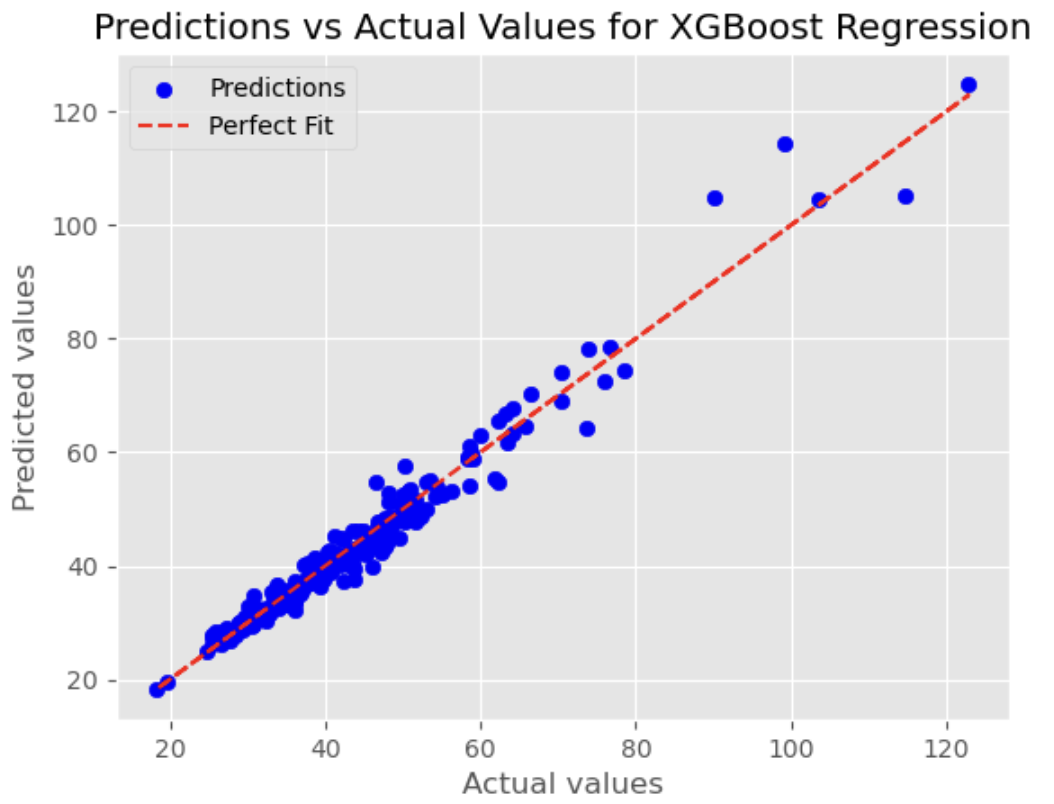 Predictions vs Actual Values for XGBoost Regression
Predictions
Perfect Fit
120
100
80
60
40
20
Predicted values
20 40 60 80 100 120
Actual values